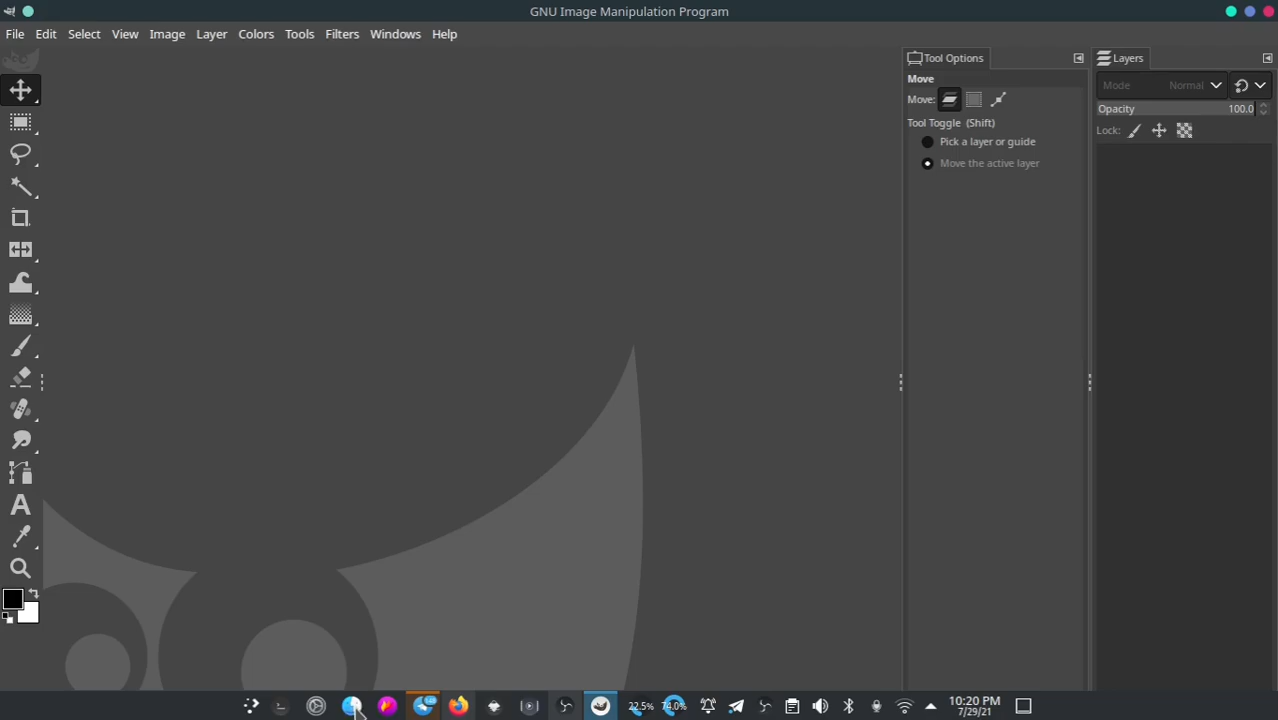 GNU Image Manipulation Program
File Edit Select View Image Layer Colors Tools Filters Windows Help
Tool Options
Move
Move:
Tool Toggle (Shift)
Pick a layer or guide
Move the active layer
Layers
Mode Normal
Opacity 100.0
Lock:
22.5% 74.0% 10:20 PM
7/29/21